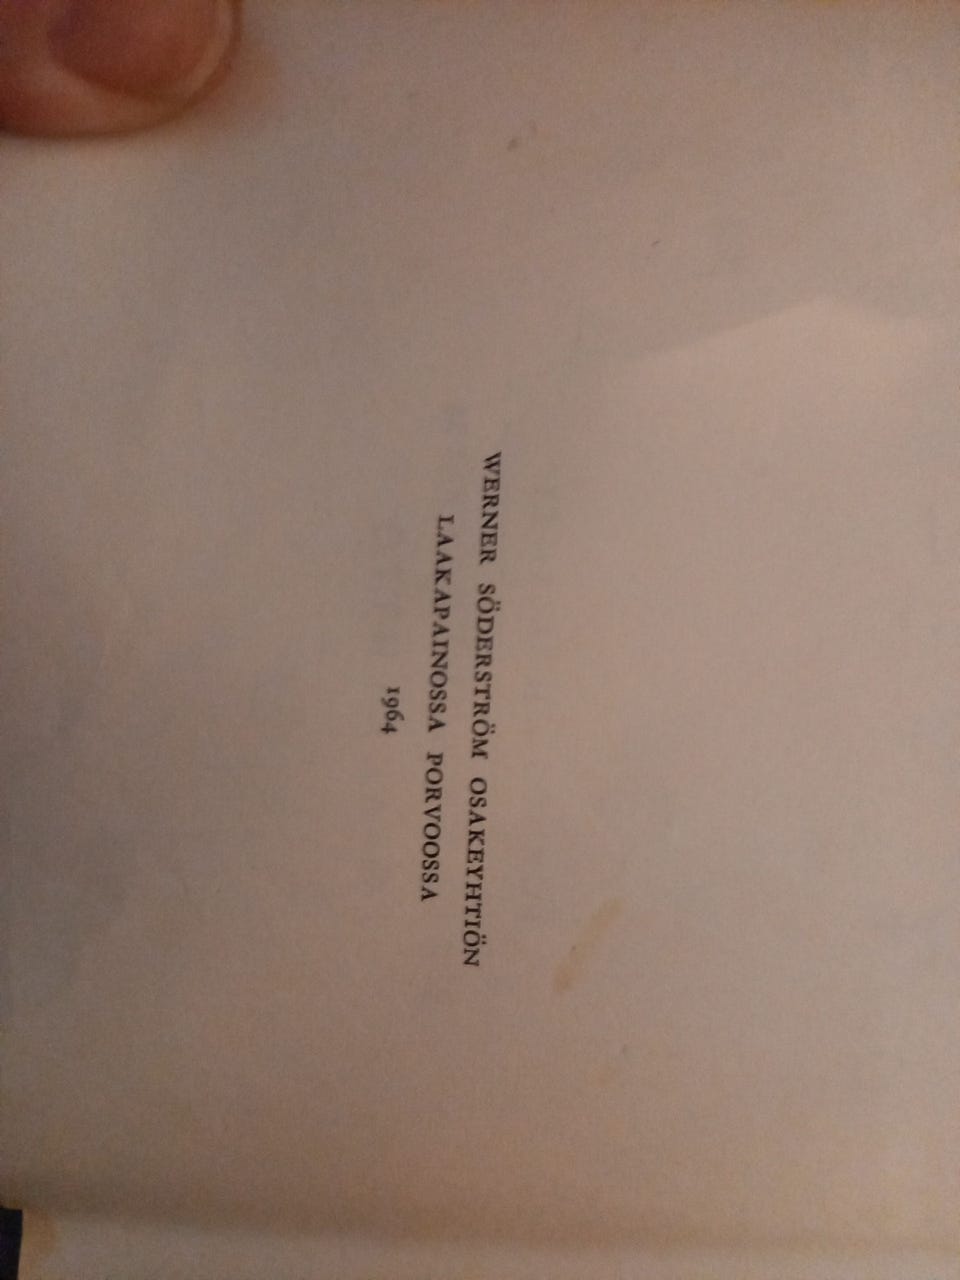 WERNER SÖDERSTRÖM OSAKEYHTIÖN
LAAKAPAINOSSA PORVOOSSA
1964